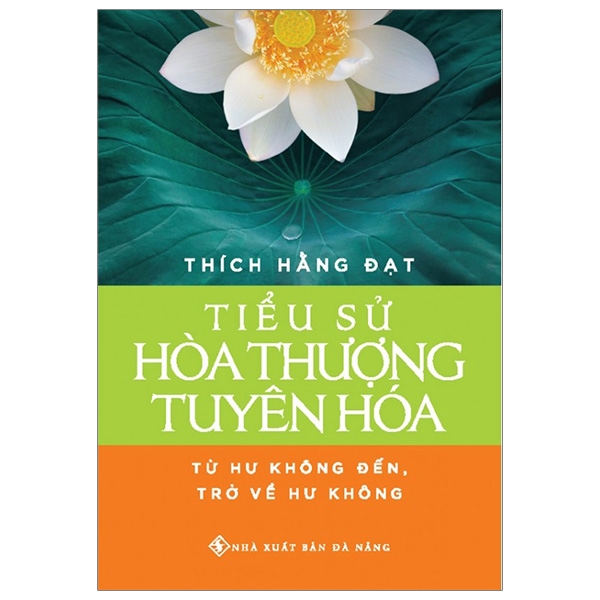 THÍCH HẰNG ĐẠT
TIỂU SỬ
HÒA THƯỢNG
TUYÊN HÓA
TỪ HƯ KHÔNG ĐẾN,
TRỞ VỀ HƯ KHÔNG
NHÀ XUẤT BẢN ĐÀ NẴNG